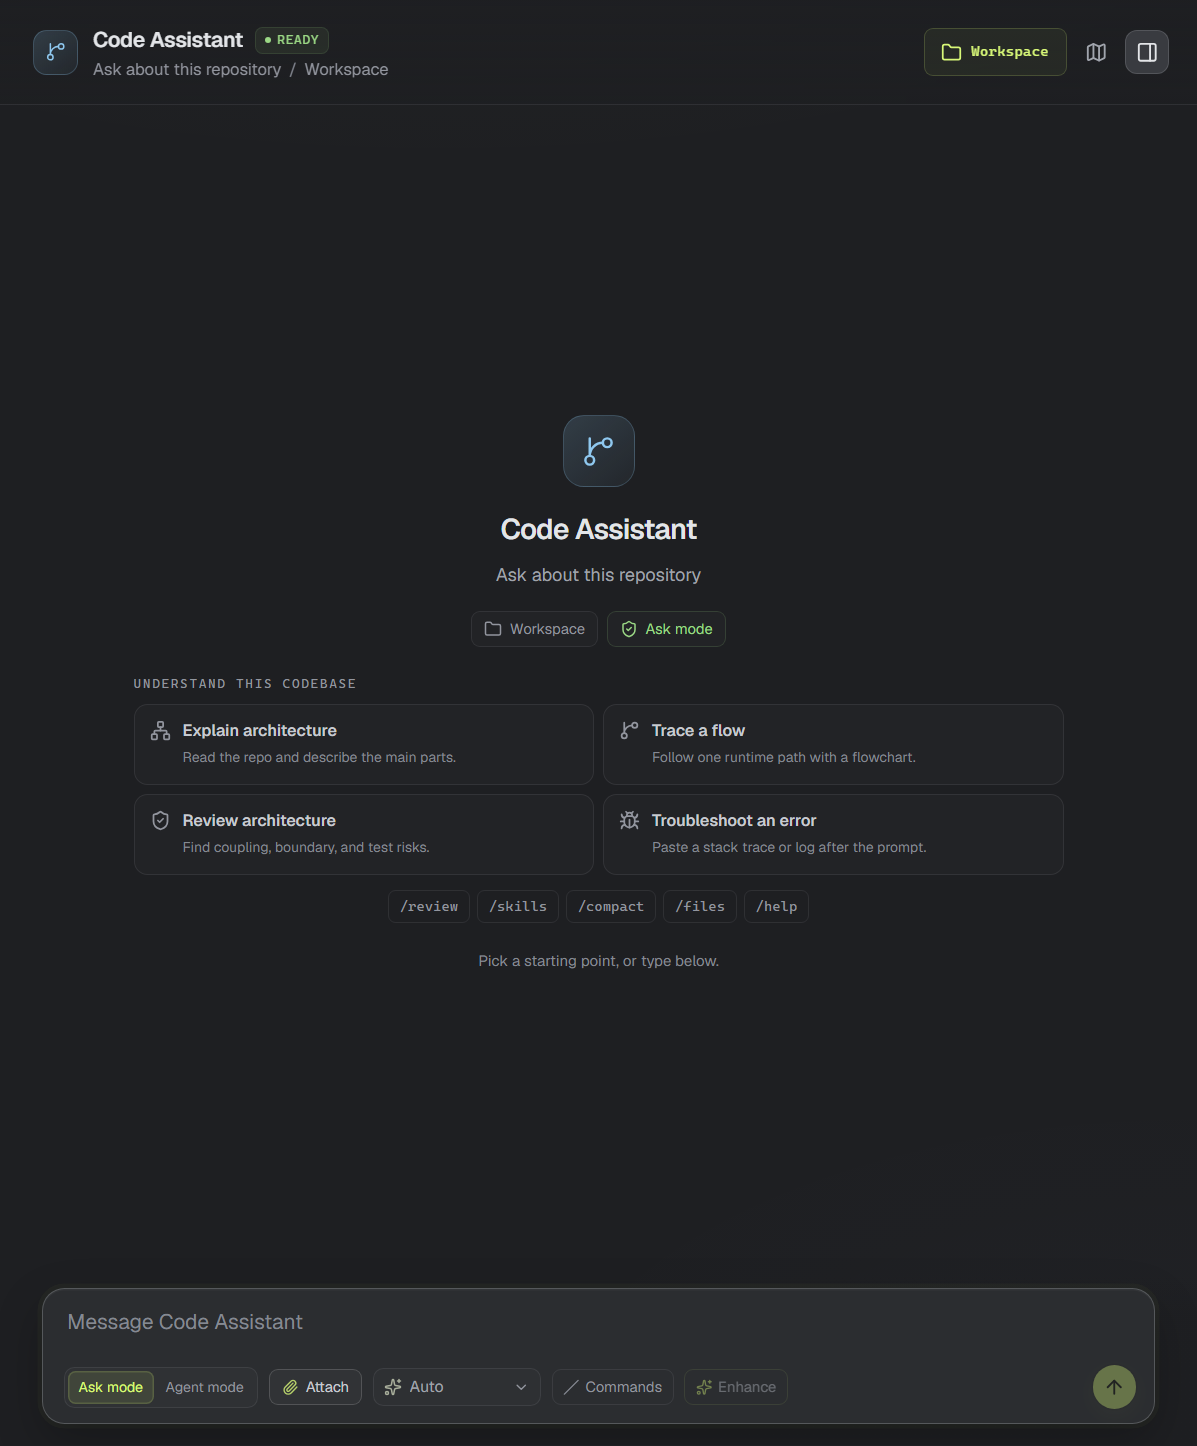 Code Assistant READY
Ask about this repository / Workspace
Workspace
Code Assistant
Ask about this repository
Workspace Ask mode
UNDERSTAND THIS CODEBASE
Explain architecture
Read the repo and describe the main parts.
Trace a flow
Follow one runtime path with a flowchart.
Review architecture
Find coupling, boundary, and test risks.
Troubleshoot an error
Paste a stack trace or log after the prompt.
/review /skills /compact /files /help
Pick a starting point, or type below.
Message Code Assistant
Ask mode Agent mode Attach Auto Commands Enhance